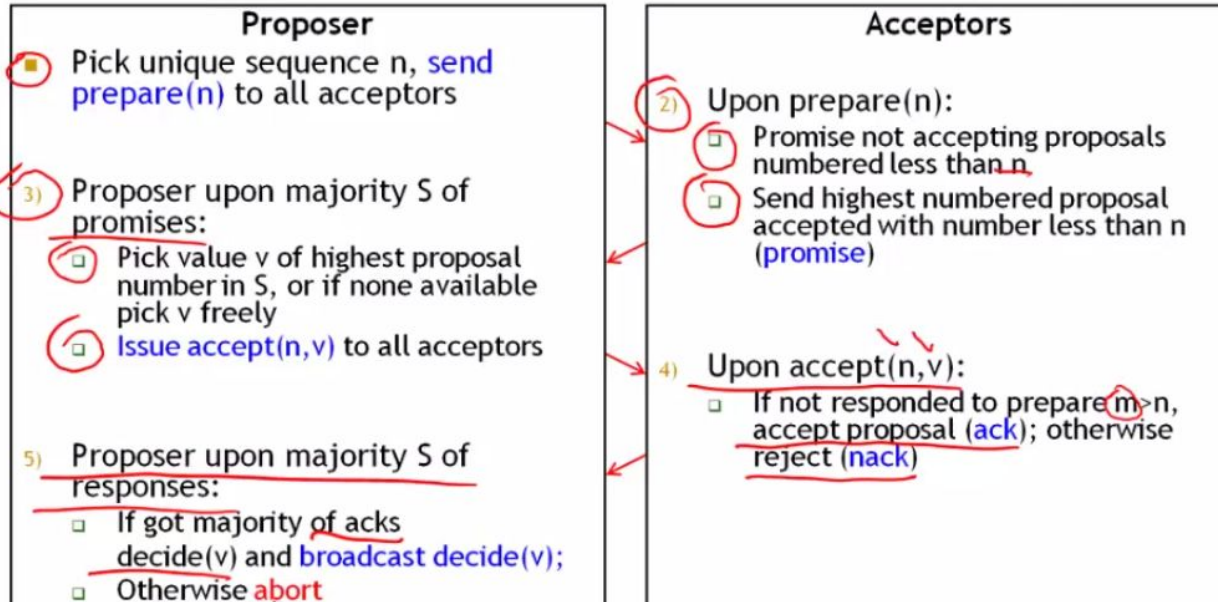 Proposer
Pick unique sequence n, send
prepare(n) to all acceptors
3) Proposer upon majority S of
promises:
Pick value v of highest proposal
number in S, or if none available
pick v freely
Issue accept(n,v) to all acceptors
5) Proposer upon majority S of
responses:
If got majority of acks
decide(v) and broadcast decide(v);
Otherwise abort
Acceptors
2) Upon prepare(n):
Promise not accepting proposals
numbered less than n
Send highest numbered proposal
accepted with number less than n
(promise)
4) Upon accept(n,v):
If not responded to prepare m>n,
accept proposal (ack); otherwise
reject (nack)